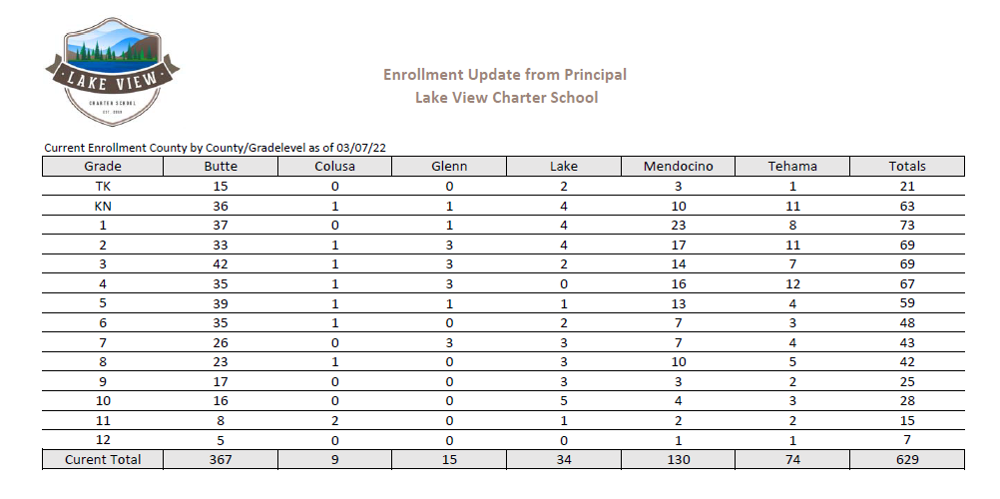 LAKE VIEW
CHARTER SCHOOL
Enrollment Update from Principal
Lake View Charter School
Current Enrollment County by County/Gradelevel as of 03/07/22
Grade Butte Colusa Glenn Lake Mendocino Tehama Totals
TK 15 0 0 2 3 1 21
KN 36 1 1 4 10 11 63
1 37 0 1 4 23 8 73
2 33 1 3 4 17 11 69
3 42 1 3 2 14 7 69
4 35 1 3 0 16 12 67
5 39 1 1 1 13 4 59
6 35 1 0 2 7 3 48
7 26 0 3 3 7 4 43
8 23 1 0 3 10 5 42
9 17 0 0 3 3 2 25
10 16 0 0 5 4 3 28
11 8 2 0 1 2 2 15
12 5 0 0 0 1 1 7
Curent Total 367 9 15 34 130 74 629